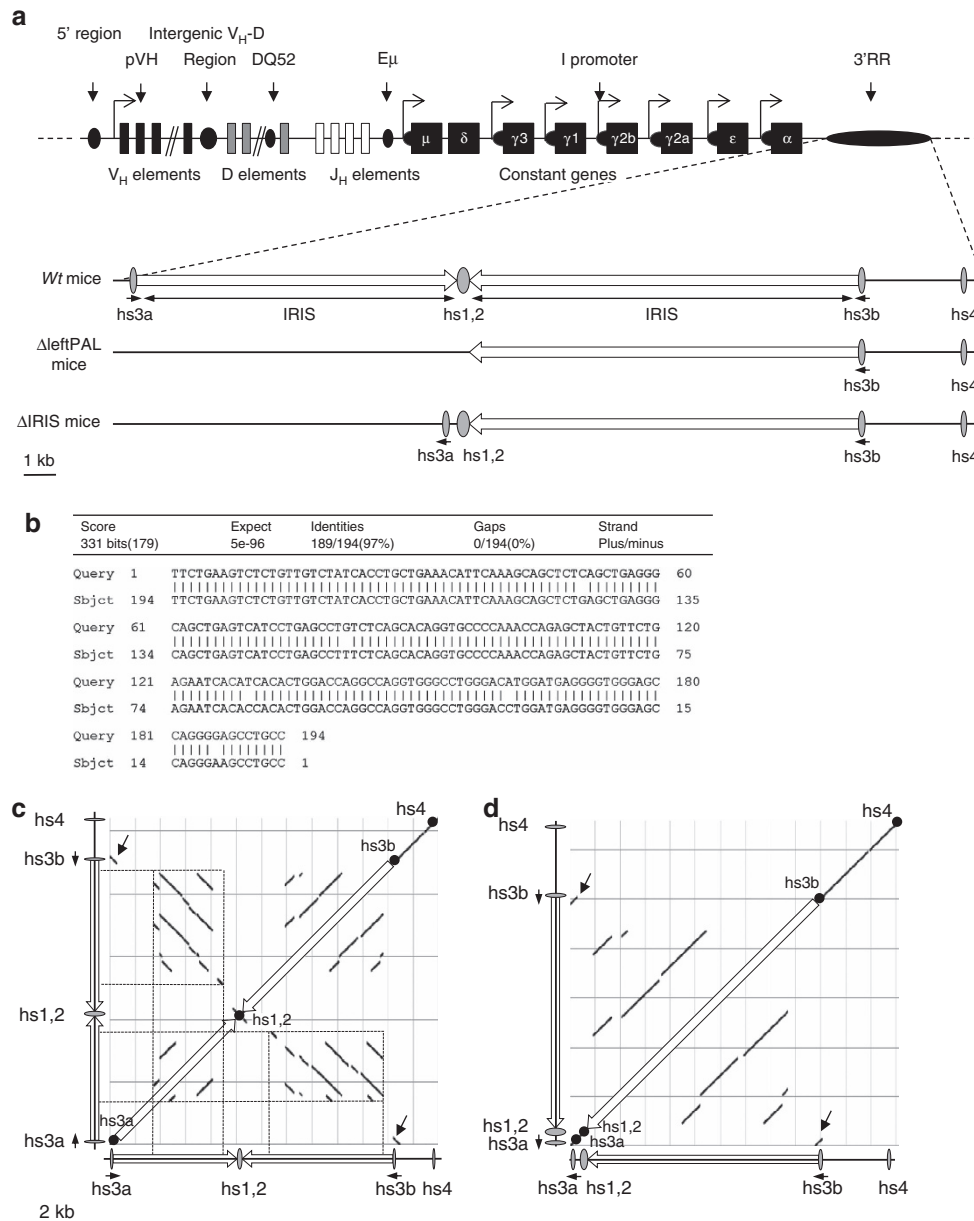 a
5' region
Intergenic VH-D
pVH
Region
DQ52
Eμ
I promoter
3'RR
μ
δ
γ3
γ1
γ2b
γ2a
ε
α
VH elements
D elements
JH elements
Constant genes
Wt mice
hs3a
IRIS
hs1,2
IRIS
hs3b
hs4
ΔleftPAL
mice
hs3b
hs4
ΔIRIS mice
hs3a
hs1,2
hs3b
hs4
1 kb
b
Score Expect Identities Gaps Strand
331 bits(179) 5e-96 189/194(97%) 0/194(0%) Plus/minus
Query 1 TTCTGAAGTCTCTGTTGTCTATCACCTGCTGAAACATTCAAAGCAGCTCTCAGCTGAGGG 60
Sbjct 194 TTCTGAAGTCTCTGTTGTCTATCACCTGCTGAAACATTCAAAGCAGCTCTGAGCTGAGGG 135
Query 61 CAGCTGAGTCATCCTGAGCCTGTCTCAGCACAGGTGCCCCAAACCAGAGCTACTGTTCTG 120
Sbjct 134 CAGCTGAGTCATCCTGAGCCTTTCTCAGCACAGGTGCCCCAAACCAGAGCTACTGTTCTG 75
Query 121 AGAATCACATCACACTGGACCAGGCCAGGTGGGCCTGGGACATGGATGAGGGGTGGGAGC 180
Sbjct 74 AGAATCACACCACACTGGACCAGGCCAGGTGGGCCTGGGACCTGGATGAGGGGTGGGAGC 15
Query 181 CAGGGGAGCCTGCC 194
Sbjct 14 CAGGGAAGCCTGCC 1
c
hs4
hs3b
hs1,2
hs3a
hs4
hs3b
hs1,2
hs3a
hs3a
hs1,2
hs3b
hs4
2 kb
d
hs4
hs3b
hs1,2
hs3a
hs4
hs3b
hs1,2
hs3a
hs3a
hs1,2
hs3b
hs4